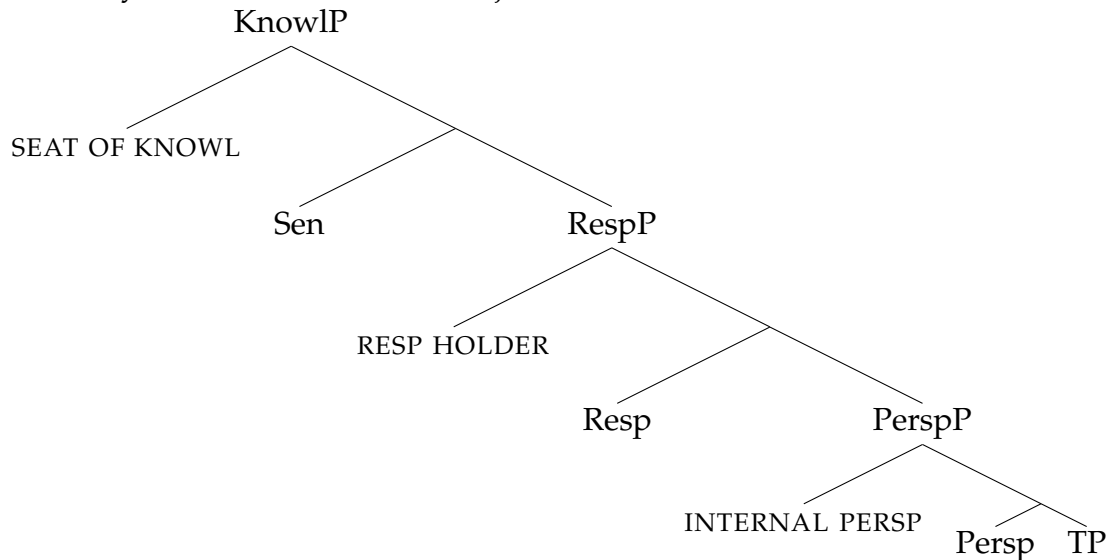 KnowlP
SEAT OF KNOWL
Sen RespP
RESP HOLDER
Resp PerspP
INTERNAL PERSP
Persp TP